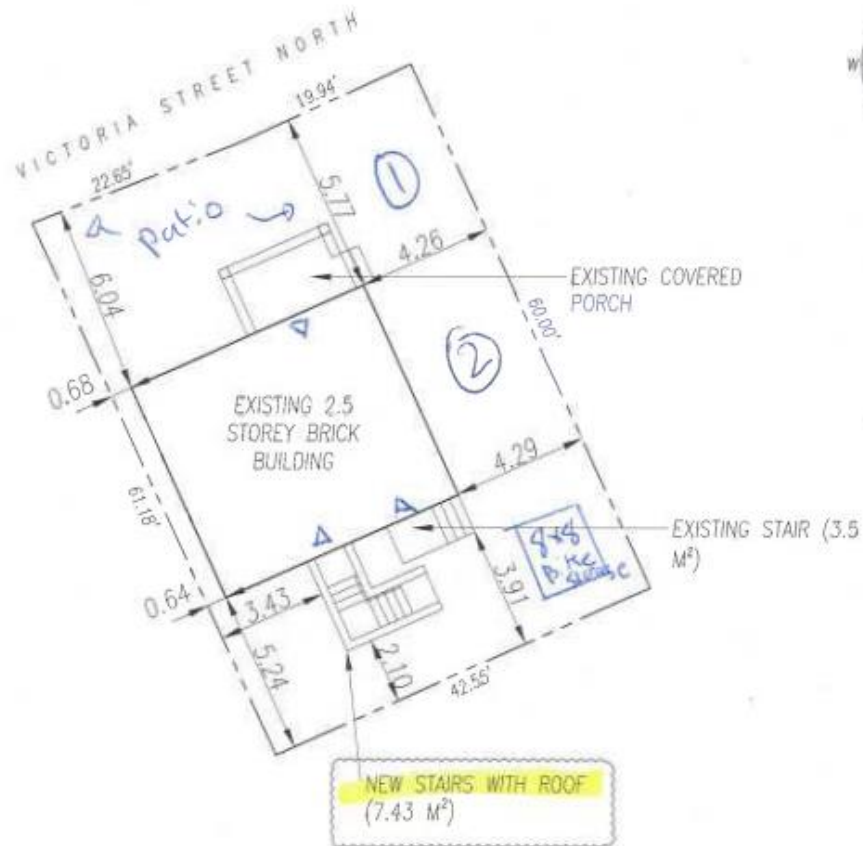 VICTORIA STREET NORTH
W
19.94'
22.65'
Patio
1
5.77
4.26
6.04
EXISTING COVERED
PORCH
60.00'
2
0.68
EXISTING 2.5
STOREY BRICK
BUILDING
4.29
61.18'
EXISTING STAIR (3.5
M²)
8x8
Bike
0.64
3.43
3.91
5.24
2.10
42.55'
NEW STAIRS WITH ROOF
(7.43 M²)